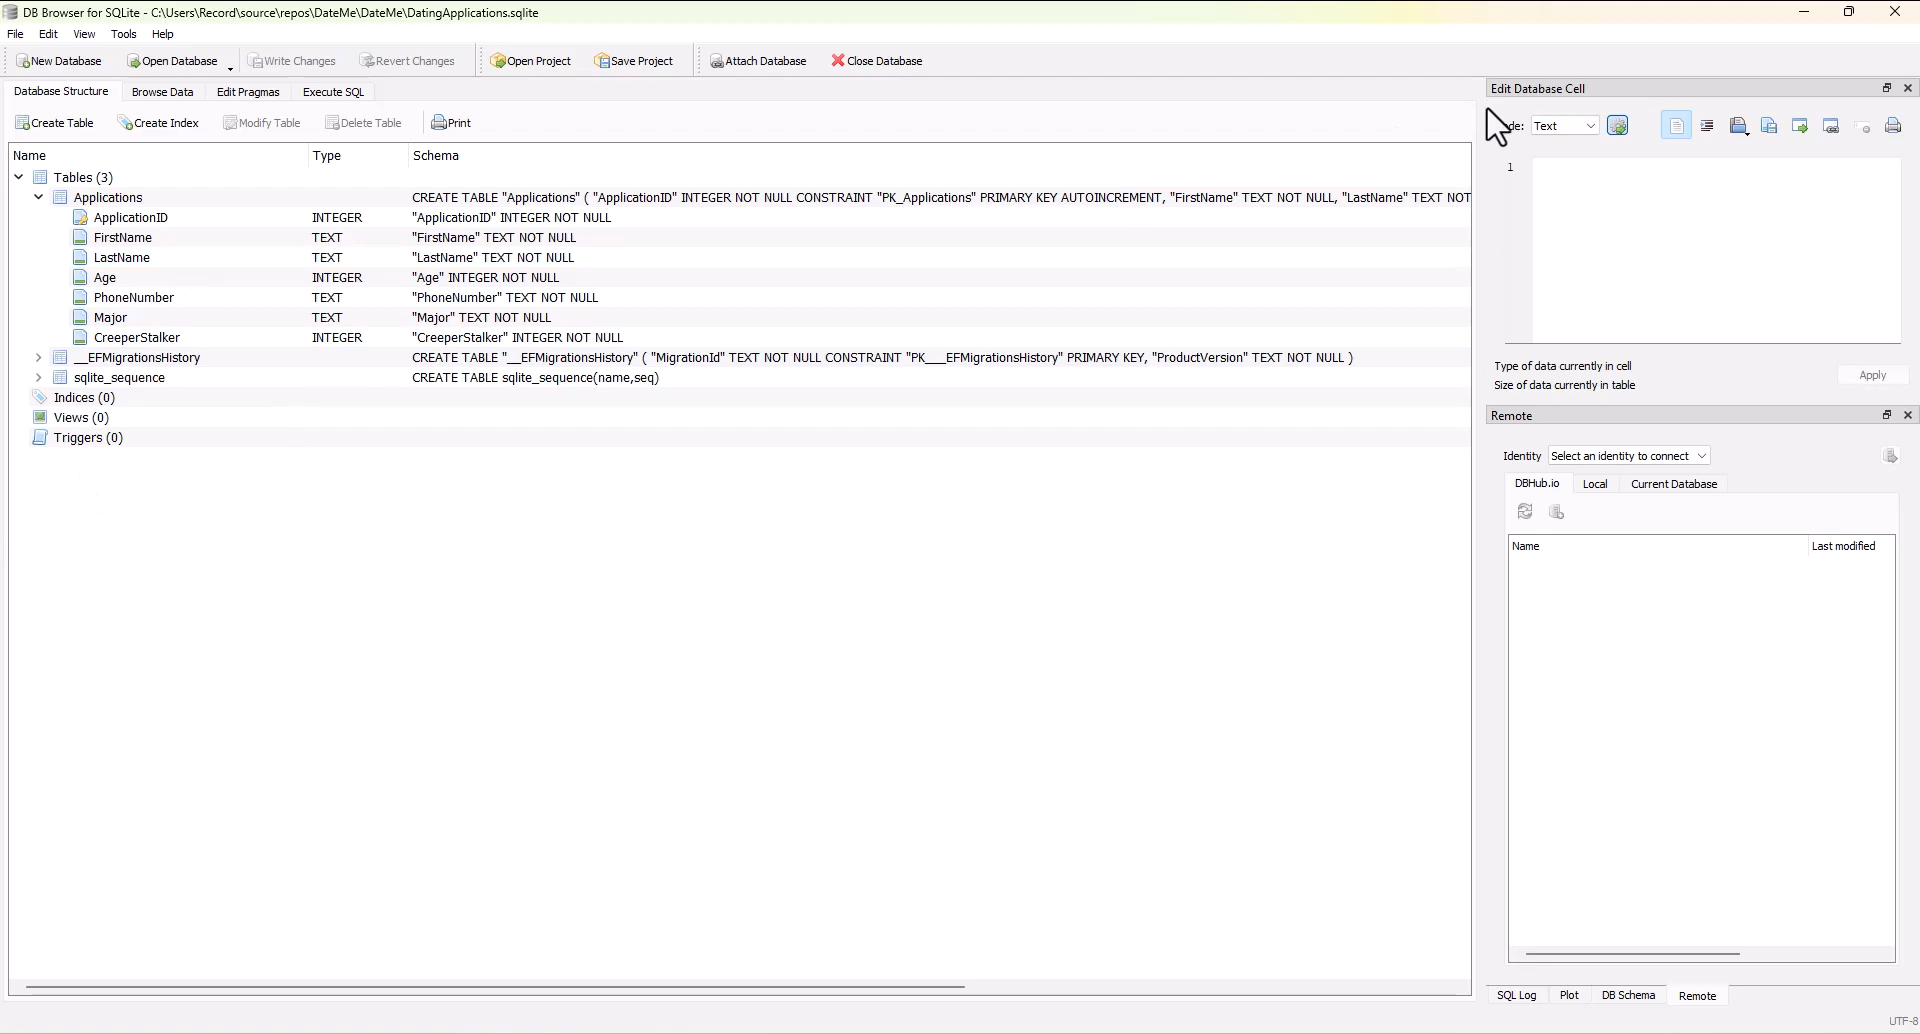 DB Browser for SQLite - C:\Users\Record\source\repos\DateMe\DateMe\DatingApplications.sqlite
File Edit View Tools Help
New Database Open Database Write Changes Revert Changes Open Project Save Project Attach Database Close Database
Database Structure Browse Data Edit Pragmas Execute SQL
Create Table Create Index Modify Table Delete Table Print
Name Type Schema
Tables (3)
Applications CREATE TABLE "Applications" ( "ApplicationID" INTEGER NOT NULL CONSTRAINT "PK_Applications" PRIMARY KEY AUTOINCREMENT, "FirstName" TEXT NOT NULL, "LastName" TEXT NOT
ApplicationID INTEGER "ApplicationID" INTEGER NOT NULL
FirstName TEXT "FirstName" TEXT NOT NULL
LastName TEXT "LastName" TEXT NOT NULL
Age INTEGER "Age" INTEGER NOT NULL
PhoneNumber TEXT "PhoneNumber" TEXT NOT NULL
Major TEXT "Major" TEXT NOT NULL
CreeperStalker INTEGER "CreeperStalker" INTEGER NOT NULL
__EFMigrationsHistory CREATE TABLE "__EFMigrationsHistory" ( "MigrationId" TEXT NOT NULL CONSTRAINT "PK___EFMigrationsHistory" PRIMARY KEY, "ProductVersion" TEXT NOT NULL )
sqlite_sequence CREATE TABLE sqlite_sequence(name,seq)
Indices (0)
Views (0)
Triggers (0)
Edit Database Cell
de: Text
1
Type of data currently in cell
Size of data currently in table
Apply
Remote
Identity Select an identity to connect
DBHub.io Local Current Database
Name Last modified
SQL Log Plot DB Schema Remote
UTF-8